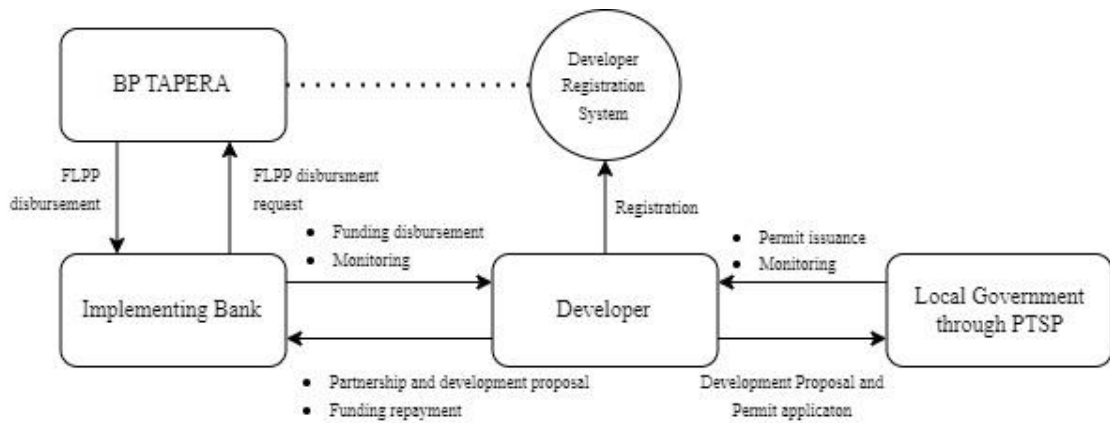 BP TAPERA
Developer
Registration
System
FLPP
disbursement
FLPP disbursment
request
Registration
● Funding disbursement
● Monitoring
● Permit issuance
● Monitoring
Implementing Bank
Developer
Local Government
through PTSP
● Partnership and development proposal
● Funding repayment
Development Proposal and
Permit applicaton